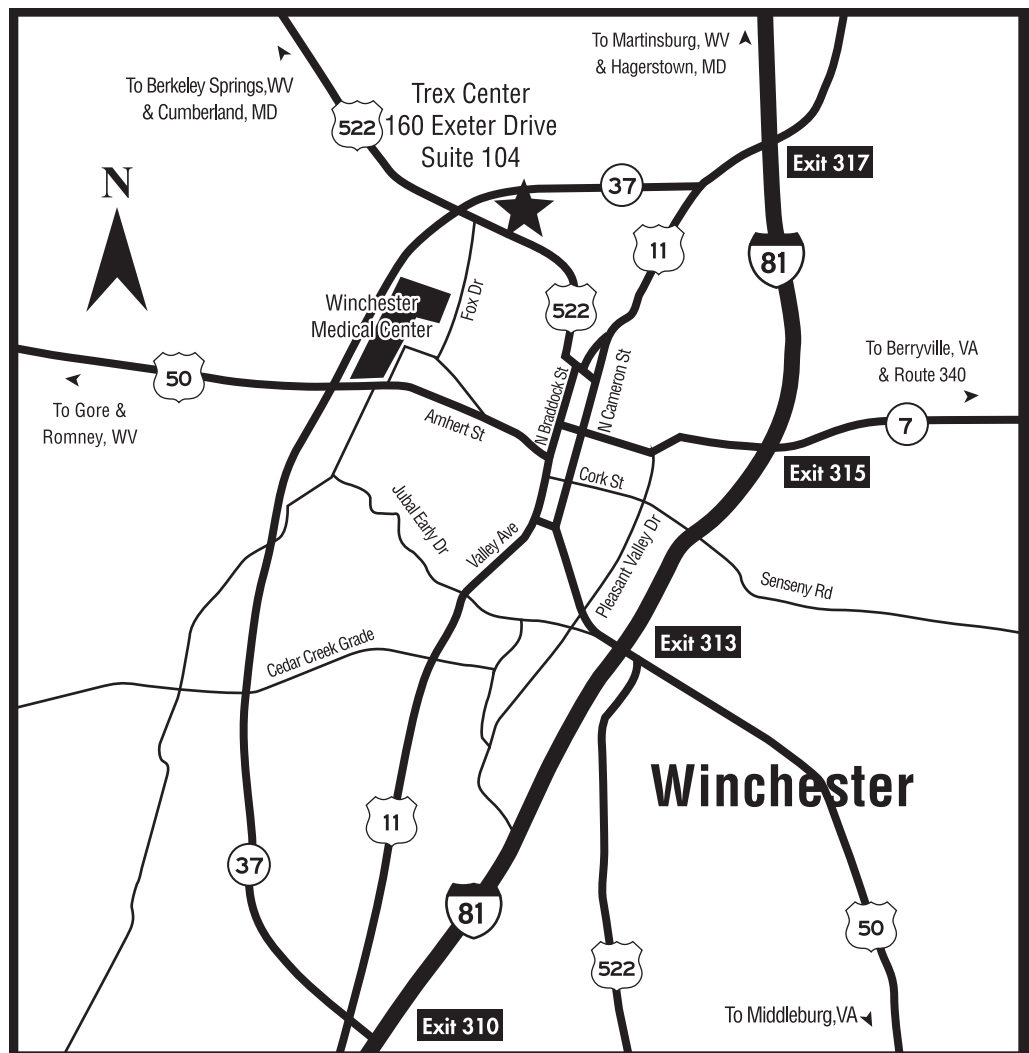 To Martinsburg, WV
& Hagerstown, MD
To Berkeley Springs,WV
& Cumberland, MD
Trex Center
160 Exeter Drive
Suite 104
522
Exit 317
N
37
11
81
Winchester
Medical Center
Fox Dr
522
To Berryville, VA
& Route 340
50
To Gore &
Romney, WV
N Braddock St
N Cameron St
Amhert St
7
Exit 315
Cork St
Jubal Early Dr
Valley Ave
Pleasant Valley Dr
Senseny Rd
Cedar Creek Grade
Exit 313
Winchester
11
37
81
50
522
To Middleburg,VA
Exit 310